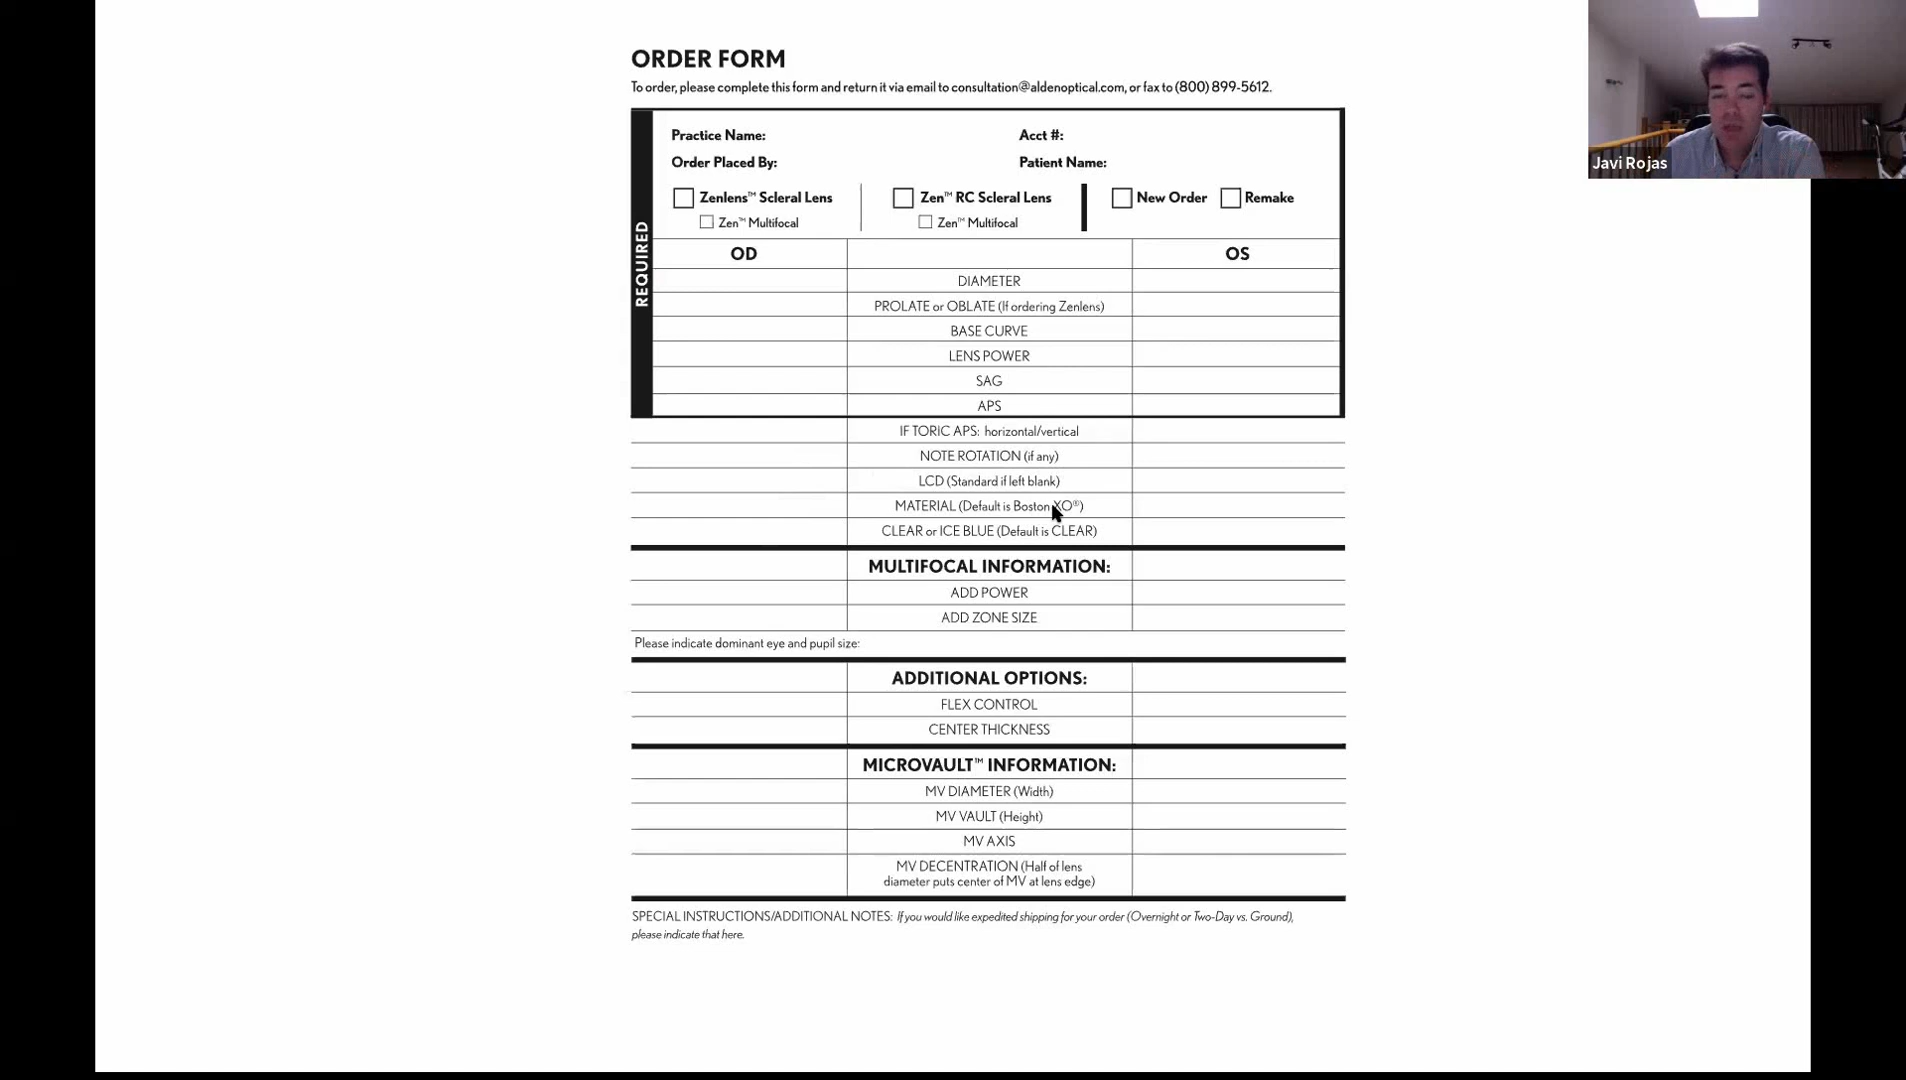 ORDER FORM
To order, please complete this form and return it via email to consultation@aldenoptical.com, or fax to (800) 899-5612.
Javi Rojas
REQUIRED
Practice Name: Acct #:
Order Placed By: Patient Name:
Zenlens™ Scleral Lens Zen™ RC Scleral Lens New Order Remake
Zen™ Multifocal Zen™ Multifocal
OD OS
DIAMETER
PROLATE or OBLATE (If ordering Zenlens)
BASE CURVE
LENS POWER
SAG
APS
IF TORIC APS: horizontal/vertical
NOTE ROTATION (if any)
LCD (Standard if left blank)
MATERIAL (Default is Boston XO®)
CLEAR or ICE BLUE (Default is CLEAR)
MULTIFOCAL INFORMATION:
ADD POWER
ADD ZONE SIZE
Please indicate dominant eye and pupil size:
ADDITIONAL OPTIONS:
FLEX CONTROL
CENTER THICKNESS
MICROVAULT™ INFORMATION:
MV DIAMETER (Width)
MV VAULT (Height)
MV AXIS
MV DECENTRATION (Half of lens
diameter puts center of MV at lens edge)
SPECIAL INSTRUCTIONS/ADDITIONAL NOTES: If you would like expedited shipping for your order (Overnight or Two-Day vs. Ground),
please indicate that here.